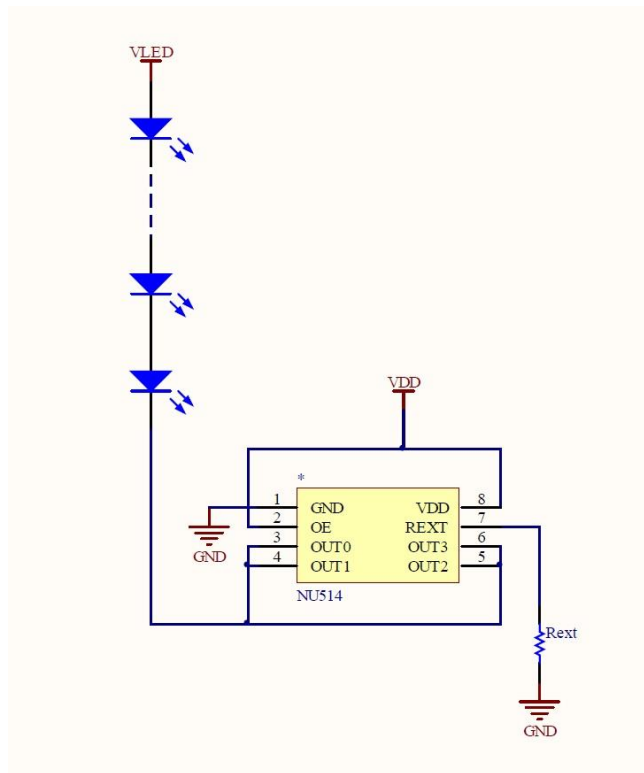 VLED
VDD
*
1 GND VDD 8
2 OE REXT 7
3 OUT0 OUT3 6
4 OUT1 OUT2 5
GND
NU514
Rext
GND